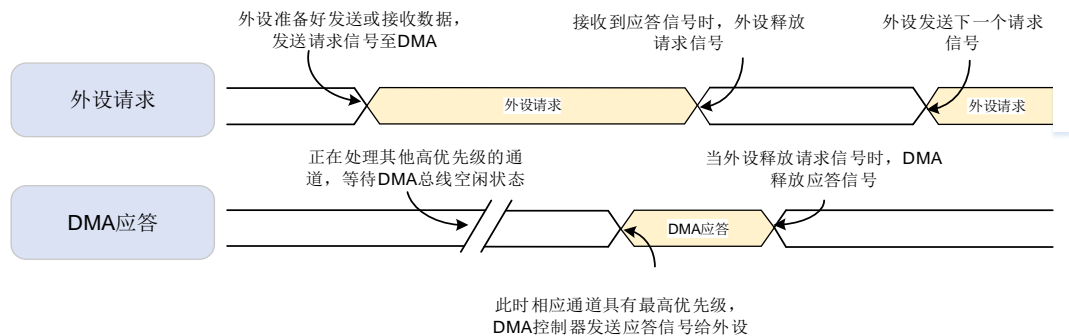 外设准备好发送或接收数据，
发送请求信号至DMA
接收到应答信号时，外设释放
请求信号
外设发送下一个请求
信号
外设请求
外设请求
外设请求
正在处理其他高优先级的通
道，等待DMA总线空闲状态
当外设释放请求信号时，DMA
释放应答信号
DMA应答
DMA应答
此时相应通道具有最高优先级，
DMA控制器发送应答信号给外设